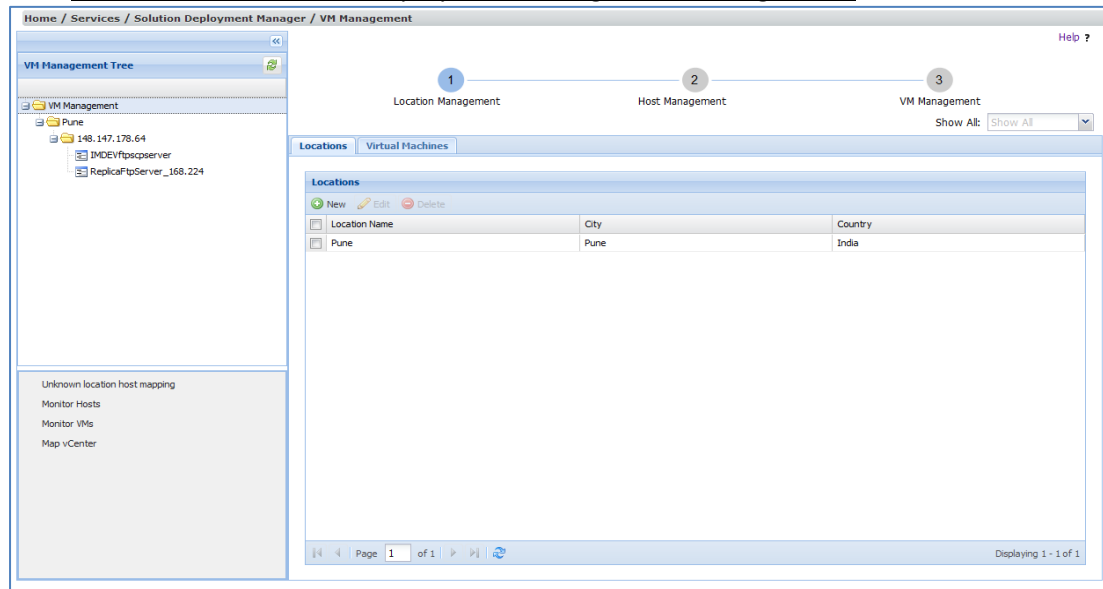 Home / Services / Solution Deployment Manager / VM Management
Help ?
VM Management Tree
VM Management
Pune
148.147.178.64
IMDEVftpscpserver
ReplicaFtpServer_168.224
Unknown location host mapping
Monitor Hosts
Monitor VMs
Map vCenter
1 2 3
Location Management Host Management VM Management
Show All: Show All
Locations Virtual Machines
Locations
New Edit Delete
Location Name City Country
Pune Pune India
Page 1 of 1
Displaying 1 - 1 of 1